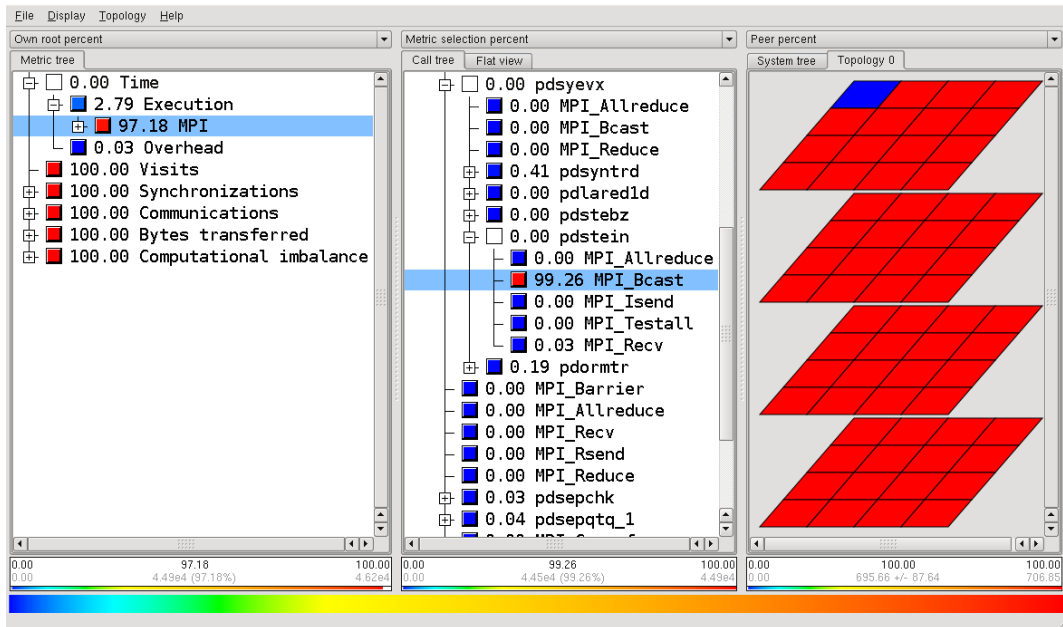 File Display Topology Help
Own root percent
Metric selection percent
Peer percent
Metric tree
Call tree Flat view
System tree Topology 0
0.00 Time
2.79 Execution
97.18 MPI
0.03 Overhead
100.00 Visits
100.00 Synchronizations
100.00 Communications
100.00 Bytes transferred
100.00 Computational imbalance
0.00 pdsyevx
0.00 MPI_Allreduce
0.00 MPI_Bcast
0.00 MPI_Reduce
0.41 pdsyntrd
0.00 pdlared1d
0.00 pdstebz
0.00 pdstein
0.00 MPI_Allreduce
99.26 MPI_Bcast
0.00 MPI_Isend
0.00 MPI_Testall
0.03 MPI_Recv
0.19 pdormtr
0.00 MPI_Barrier
0.00 MPI_Allreduce
0.00 MPI_Recv
0.00 MPI_Rsend
0.00 MPI_Reduce
0.03 pdsepchk
0.04 pdsepqtq_1
0.00 97.18 100.00
0.00 4.49e4 (97.18%) 4.62e4
0.00 99.26 100.00
0.00 4.45e4 (99.26%) 4.49e4
0.00 100.00 100.00
0.00 695.66 +/- 87.64 706.85